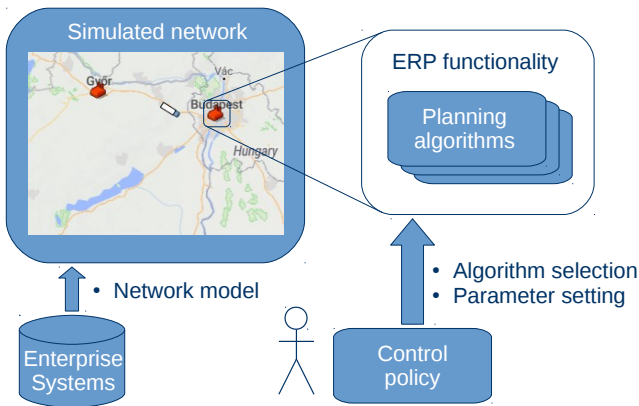 Simulated network
Győr
Vác
Budapest
Hungary
ERP functionality
Planning
algorithms
• Network model
• Algorithm selection
• Parameter setting
Enterprise
Systems
Control
policy